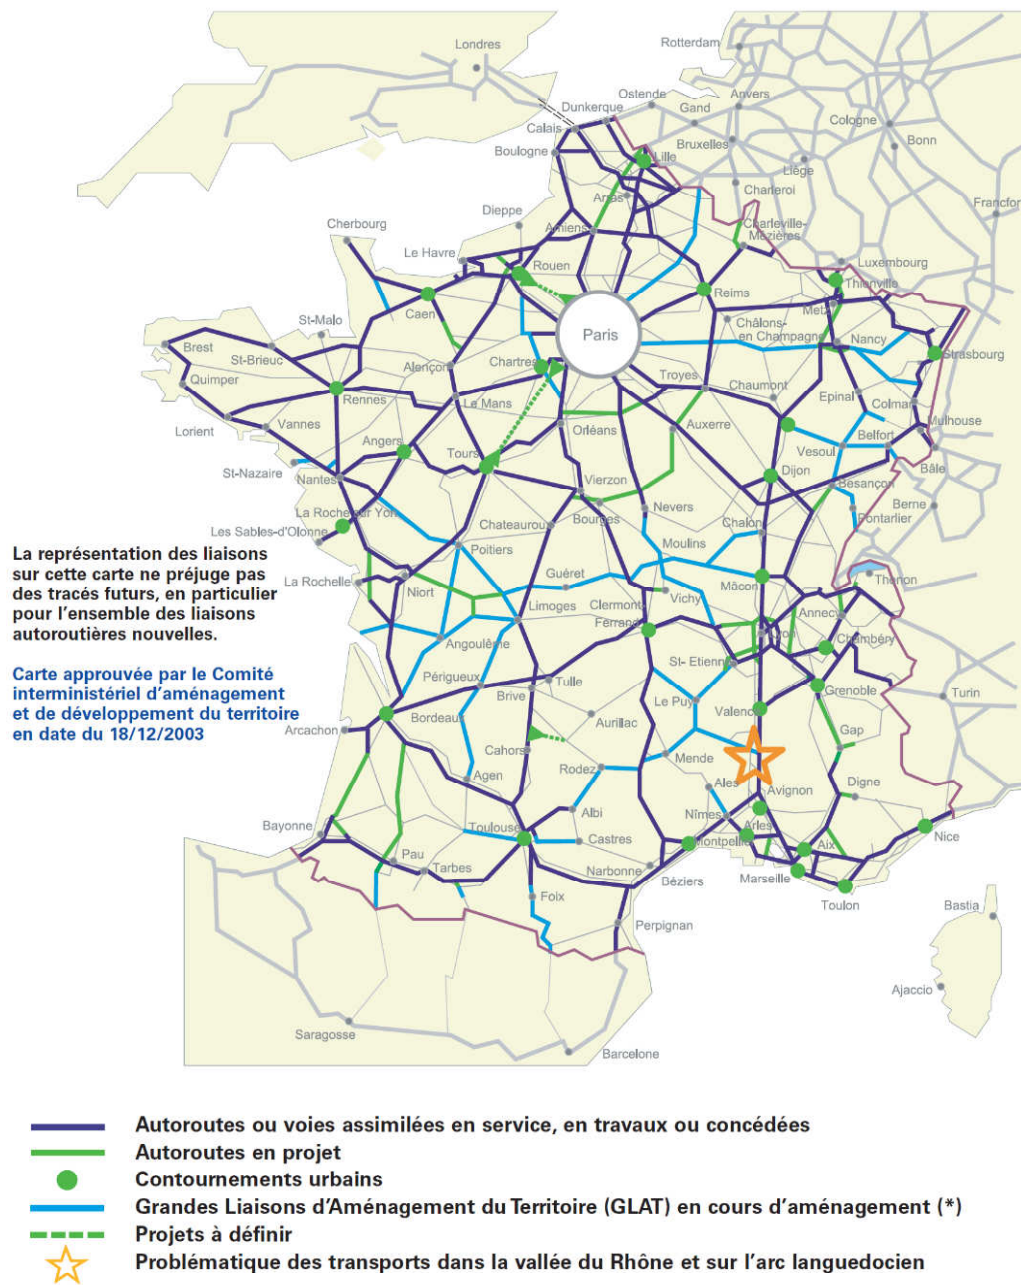 Londres
Rotterdam
Ostende
Anvers
Dunkerque
Gand
Cologne
Calais
Bruxelles
Bonn
Boulogne
Lille
Liège
Charleroi
Arras
Francfor
Dieppe
Cherbourg
Amiens
Charleville-
Mézières
Le Havre
Luxembourg
Rouen
Thionville
Reims
Caen
Metz
St-Malo
Paris
Châlons-
en Champagne
Nancy
Brest
St-Brieuc
Strasbourg
Chartres
Alençon
Troyes
Quimper
Chaumont
Rennes
Epinal
Le Mans
Colmar
Lorient
Vannes
Orléans
Auxerre
Mulhouse
Angers
Belfort
Tours
Vesoul
St-Nazaire
Dijon
Bâle
Nantes
Vierzon
Besançon
La Roche sur Yon
Bourges
Nevers
Berne
Les Sables-d'Olonne
Chateauroux
Chalon
Pontarlier
Moulins
Poitiers
La représentation des liaisons
sur cette carte ne préjuge pas
des tracés futurs, en particulier
pour l'ensemble des liaisons
autoroutières nouvelles.
La Rochelle
Guéret
Mâcon
Thonon
Niort
Vichy
Limoges
Clermont
Ferrand
Annecy
Lyon
Angoulême
Chambéry
St- Etienne
Carte approuvée par le Comité
interministériel d'aménagement
et de développement du territoire
en date du 18/12/2003
Périgueux
Tulle
Brive
Grenoble
Turin
Le Puy
Valence
Bordeaux
Aurillac
Arcachon
Gap
Cahors
Mende
Rodez
Agen
Ales
Digne
Avignon
Albi
Nîmes
Bayonne
Toulouse
Arles
Castres
Montpellier
Aix
Nice
Pau
Tarbes
Narbonne
Béziers
Marseille
Foix
Toulon
Bastia
Perpignan
Ajaccio
Saragosse
Barcelone
Autoroutes ou voies assimilées en service, en travaux ou concédées
Autoroutes en projet
Contournements urbains
Grandes Liaisons d'Aménagement du Territoire (GLAT) en cours d'aménagement (*)
Projets à définir
Problématique des transports dans la vallée du Rhône et sur l'arc languedocien